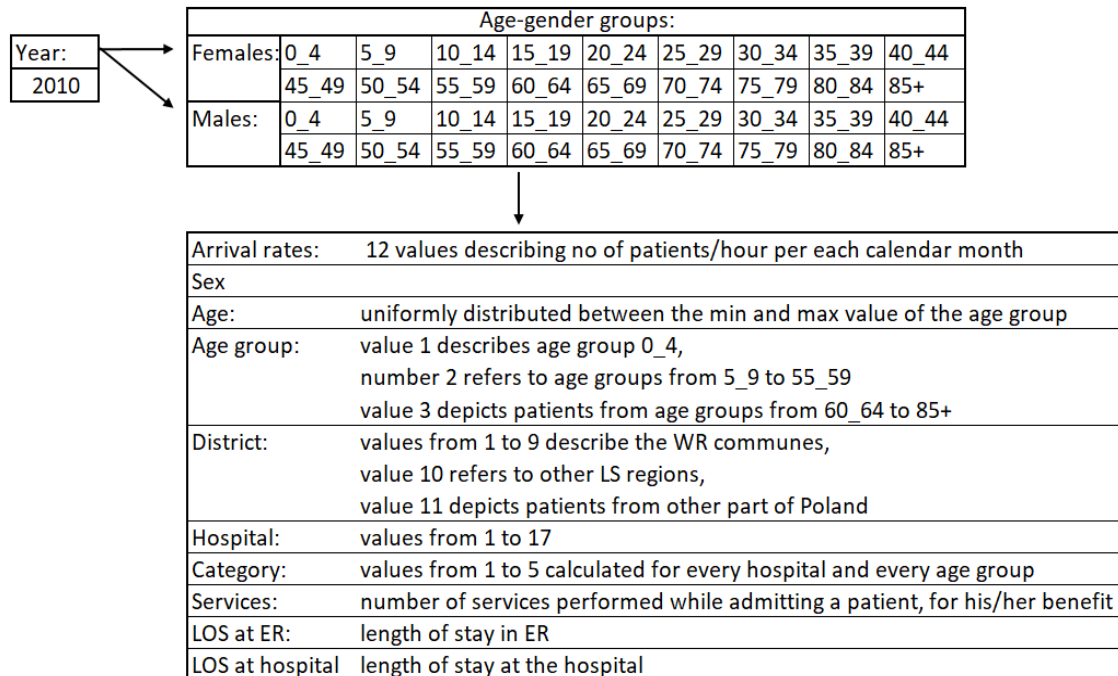 Age-gender groups:
Year:
2010
Females: 0_4 5_9 10_14 15_19 20_24 25_29 30_34 35_39 40_44
45_49 50_54 55_59 60_64 65_69 70_74 75_79 80_84 85+
Males: 0_4 5_9 10_14 15_19 20_24 25_29 30_34 35_39 40_44
45_49 50_54 55_59 60_64 65_69 70_74 75_79 80_84 85+
Arrival rates: 12 values describing no of patients/hour per each calendar month
Sex
Age: uniformly distributed between the min and max value of the age group
Age group: value 1 describes age group 0_4,
number 2 refers to age groups from 5_9 to 55_59
value 3 depicts patients from age groups from 60_64 to 85+
District: values from 1 to 9 describe the WR communes,
value 10 refers to other LS regions,
value 11 depicts patients from other part of Poland
Hospital: values from 1 to 17
Category: values from 1 to 5 calculated for every hospital and every age group
Services: number of services performed while admitting a patient, for his/her benefit
LOS at ER: length of stay in ER
LOS at hospital length of stay at the hospital